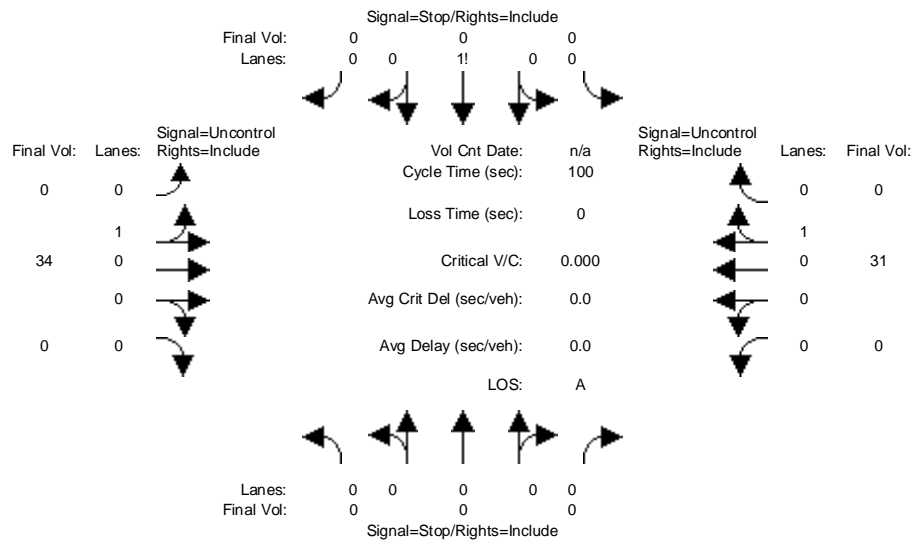 Signal=Stop/Rights=Include
Final Vol: 0 0 0
Lanes: 0 0 1! 0 0
Signal=Uncontrol Signal=Uncontrol
Final Vol: Lanes: Rights=Include Vol Cnt Date: n/a Rights=Include Lanes: Final Vol:
Cycle Time (sec): 100
0 0 0 0
Loss Time (sec): 0
1 1
34 0 Critical V/C: 0.000 0 31
0 Avg Crit Del (sec/veh): 0.0 0
0 0 Avg Delay (sec/veh): 0.0 0 0
LOS: A
Lanes: 0 0 0 0 0
Final Vol: 0 0 0
Signal=Stop/Rights=Include